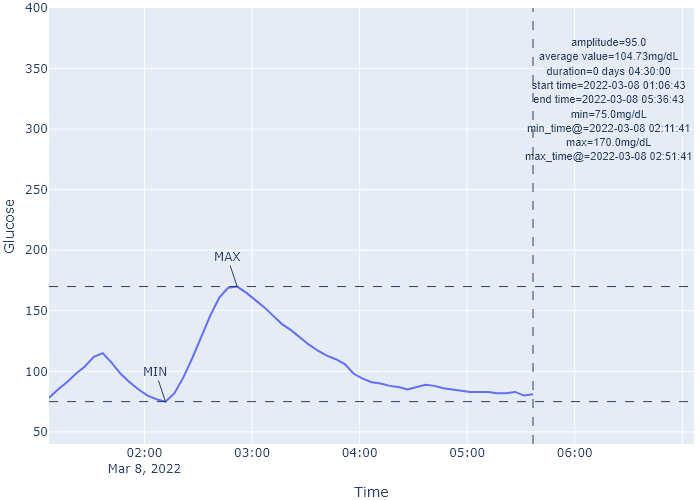 400
350
300
250
200
150
100
50
Glucose
amplitude=95.0
average value=104.73mg/dL
duration=0 days 04:30:00
start time=2022-03-08 01:06:43
end time=2022-03-08 05:36:43
min=75.0mg/dL
min_time@=2022-03-08 02:11:41
max=170.0mg/dL
max_time@=2022-03-08 02:51:41
MAX
MIN
02:00 03:00 04:00 05:00 06:00
Mar 8, 2022
Time